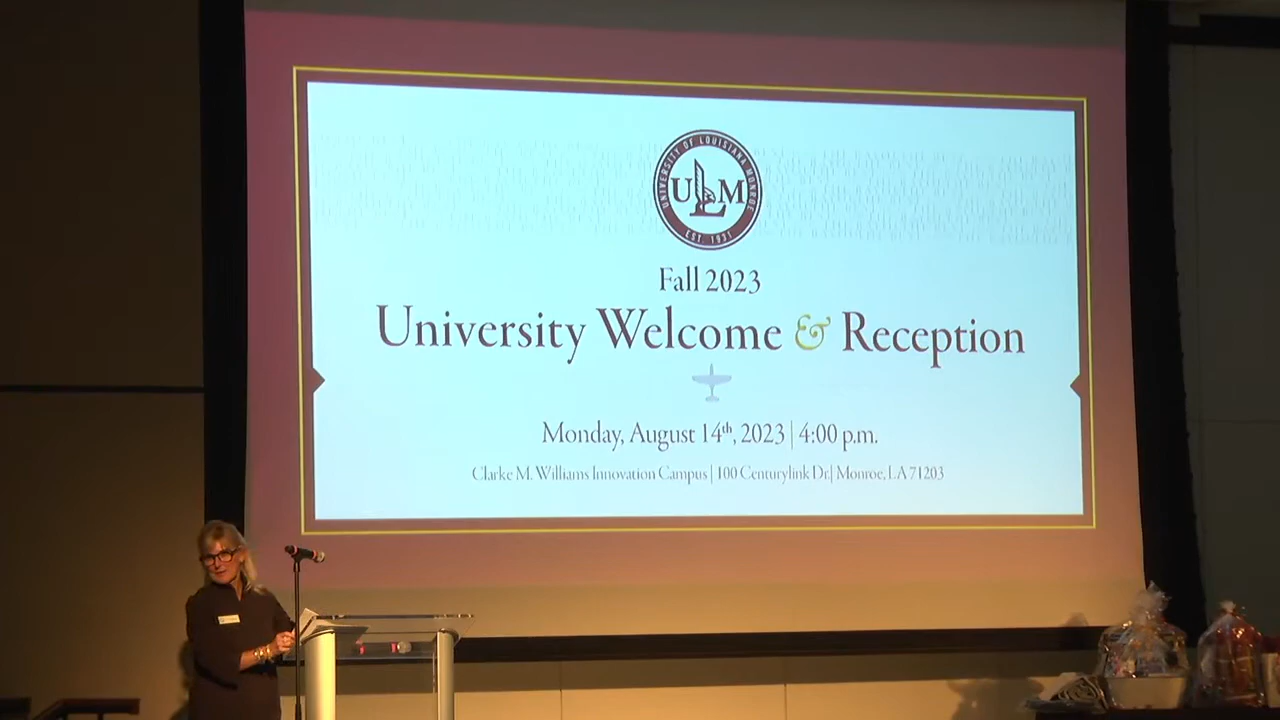 UNIVERSITY OF LOUISIANA MONROE
ULM
EST. 1931
Fall 2023
University Welcome & Reception
Monday, August 14th, 2023 | 4:00 p.m.
Clarke M. Williams Innovation Campus | 100 Centurylink Dr.| Monroe, LA 71203